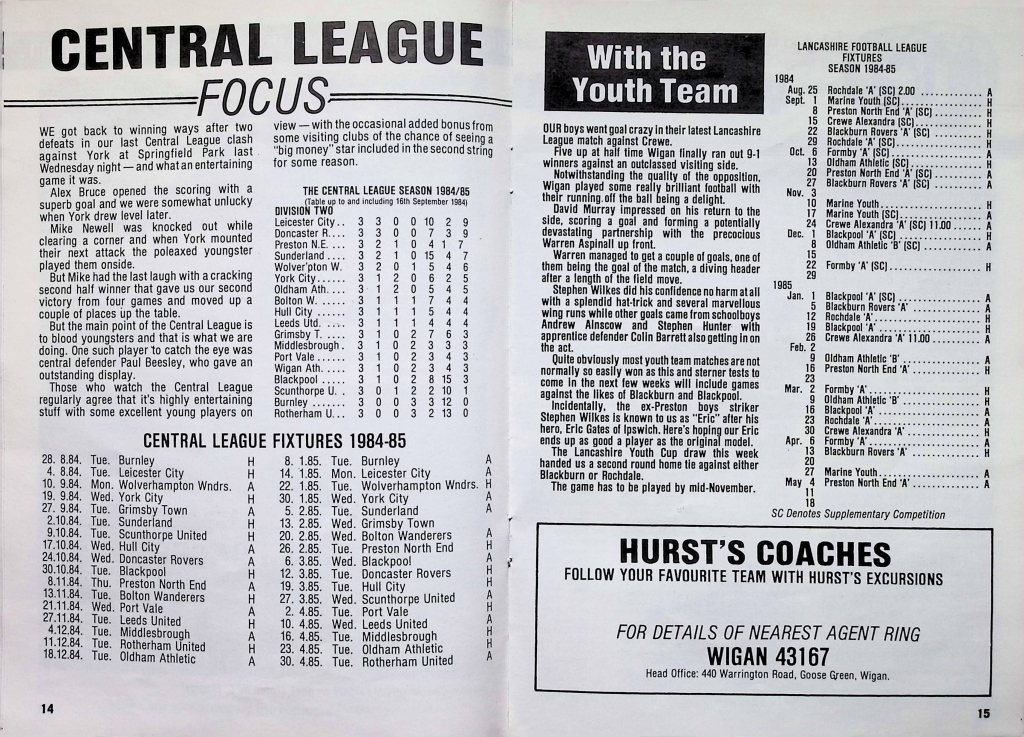 CENTRAL LEAGUE
FOCUS
WE got back to winning ways after two
defeats in our last Central League clash
against York at Springfield Park last
Wednesday night — and what an entertaining
game it was.
Alex Bruce opened the scoring with a
superb goal and we were somewhat unlucky
when York drew level later.
Mike Newell was knocked out while
clearing a corner and when York mounted
their next attack the poleaxed youngster
played them onside.
But Mike had the last laugh with a cracking
second half winner that gave us our second
victory from four games and moved up a
couple of places up the table.
But the main point of the Central League is
to blood youngsters and that is what we are
doing. One such player to catch the eye was
central defender Paul Beesley, who gave an
outstanding display.
Those who watch the Central League
regularly agree that it's highly entertaining
stuff with some excellent young players on
view — with the occasional added bonus from
some visiting clubs of the chance of seeing a
"big money" star included in the second string
for some reason.
THE CENTRAL LEAGUE SEASON 1984/85
(Table up to and including 16th September 1984)
DIVISION TWO
Leicester City . . 3 3 0 0 10 2 9
Doncaster R. . . . 3 3 0 0 7 3 9
Preston N.E. . . . 3 2 1 0 4 1 7
Sunderland . . . . 3 2 1 0 15 4 7
Wolver'pton W. 3 2 0 1 5 4 6
York City . . . . . 3 1 2 0 6 2 5
Oldham Ath. . . . 3 1 2 0 5 4 5
Bolton W. . . . . . 3 1 1 1 7 4 4
Hull City . . . . . . 3 1 1 1 5 4 4
Leeds Utd. . . . . 3 1 1 1 4 4 4
Grimsby T. . . . . 3 1 0 2 7 6 3
Middlesbrough . 3 1 0 2 3 3 3
Port Vale . . . . . . 3 1 0 2 3 4 3
Wigan Ath. . . . . 3 1 0 2 3 4 3
Blackpool . . . . . 3 1 0 2 8 15 3
Scunthorpe U. . 3 0 1 2 2 10 1
Burnley . . . . . . . 3 0 0 3 3 12 0
Rotherham U. . . 3 0 0 3 2 13 0
CENTRAL LEAGUE FIXTURES 1984-85
28. 8.84. Tue. Burnley H
4. 8.84. Tue. Leicester City H
10. 9.84. Mon. Wolverhampton Wndrs. A
19. 9.84. Wed. York City H
27. 9.84. Tue. Grimsby Town A
2.10.84. Tue. Sunderland H
9.10.84. Tue. Scunthorpe United H
17.10.84. Wed. Hull City A
24.10.84. Wed. Doncaster Rovers A
30.10.84. Tue. Blackpool H
8.11.84. Thu. Preston North End A
13.11.84. Tue. Bolton Wanderers H
21.11.84. Wed. Port Vale A
27.11.84. Tue. Leeds United H
4.12.84. Tue. Middlesbrough A
11.12.84. Tue. Rotherham United H
18.12.84. Tue. Oldham Athletic A
8. 1.85. Tue. Burnley A
14. 1.85. Mon. Leicester City A
22. 1.85. Tue. Wolverhampton Wndrs. H
30. 1.85. Wed. York City A
5. 2.85. Tue. Sunderland A
13. 2.85. Wed. Grimsby Town
20. 2.85. Wed. Bolton Wanderers A
26. 2.85. Tue. Preston North End H
6. 3.85. Wed. Blackpool A
12. 3.85. Tue. Doncaster Rovers H
19. 3.85. Tue. Hull City H
27. 3.85. Wed. Scunthorpe United A
2. 4.85. Tue. Port Vale H
10. 4.85. Wed. Leeds United A
16. 4.85. Tue. Middlesbrough H
23. 4.85. Tue. Oldham Athletic H
30. 4.85. Tue. Rotherham United A
14
With the
Youth Team
OUR boys went goal crazy in their latest Lancashire
League match against Crewe.
Five up at half time Wigan finally ran out 9-1
winners against an outclassed visiting side.
Notwithstanding the quality of the opposition,
Wigan played some really brilliant football with
their running off the ball being a delight.
David Murray impressed on his return to the
side, scoring a goal and forming a potentially
devastating partnership with the precocious
Warren Aspinall up front.
Warren managed to get a couple of goals, one of
them being the goal of the match, a diving header
after a length of the field move.
Stephen Wilkes did his confidence no harm at all
with a splendid hat-trick and several marvellous
wing runs while other goals came from schoolboys
Andrew Ainscow and Stephen Hunter with
apprentice defender Colin Barrett also getting in on
the act.
Quite obviously most youth team matches are not
normally so easily won as this and sterner tests to
come in the next few weeks will include games
against the likes of Blackburn and Blackpool.
Incidentally, the ex-Preston boys striker
Stephen Wilkes is known to us as "Eric" after his
hero, Eric Gates of Ipswich. Here's hoping our Eric
ends up as good a player as the original model.
The Lancashire Youth Cup draw this week
handed us a second round home tie against either
Blackburn or Rochdale.
The game has to be played by mid-November.
LANCASHIRE FOOTBALL LEAGUE
FIXTURES
SEASON 1984-85
1984
Aug. 25 Rochdale 'A' (SC) 2.00 . . . . . . . . . . . A
Sept. 1 Marine Youth (SC) . . . . . . . . . . . H
8 Preston North End 'A' (SC) . . . . . . . . . . . H
15 Crewe Alexandra (SC) . . . . . . . . . . . H
22 Blackburn Rovers 'A' (SC) . . . . . . . . . . . H
29 Rochdale 'A' (SC) . . . . . . . . . . . H
Oct. 6 Formby 'A' (SC) . . . . . . . . . . . A
13 Oldham Athletic (SC) . . . . . . . . . . . H
20 Preston North End 'A' (SC) . . . . . . . . . . . A
27 Blackburn Rovers 'A' (SC) . . . . . . . . . . . A
Nov. 3
10 Marine Youth . . . . . . . . . . . H
17 Marine Youth (SC) . . . . . . . . . . . A
24 Crewe Alexandra 'A' (SC) 11.00 . . . . . A
Dec. 1 Blackpool 'A' (SC) . . . . . . . . . . . H
8 Oldham Athletic 'B' (SC) . . . . . . . . . . . A
15
22 Formby 'A' (SC) . . . . . . . . . . . H
29
1985
Jan. 1 Blackpool 'A' (SC) . . . . . . . . . . . A
5 Blackburn Rovers 'A' . . . . . . . . . . . A
12 Rochdale 'A' . . . . . . . . . . . H
19 Blackpool 'A' . . . . . . . . . . . H
26 Crewe Alexandra 'A' 11.00 . . . . . . . . . . . A
Feb. 2
9 Oldham Athletic 'B' . . . . . . . . . . . A
16 Preston North End 'A' . . . . . . . . . . . H
23
Mar. 2 Formby 'A' . . . . . . . . . . . H
9 Oldham Athletic 'B' . . . . . . . . . . . H
16 Blackpool 'A' . . . . . . . . . . . A
23 Rochdale 'A' . . . . . . . . . . . A
30 Crewe Alexandra 'A' . . . . . . . . . . . H
Apr. 6 Formby 'A' . . . . . . . . . . . A
13 Blackburn Rovers 'A' . . . . . . . . . . . H
20
27 Marine Youth . . . . . . . . . . . A
May 4 Preston North End 'A' . . . . . . . . . . . A
11
18
SC Denotes Supplementary Competition
HURST'S COACHES
FOLLOW YOUR FAVOURITE TEAM WITH HURST'S EXCURSIONS
FOR DETAILS OF NEAREST AGENT RING
WIGAN 43167
Head Office: 440 Warrington Road, Goose Green, Wigan.
15